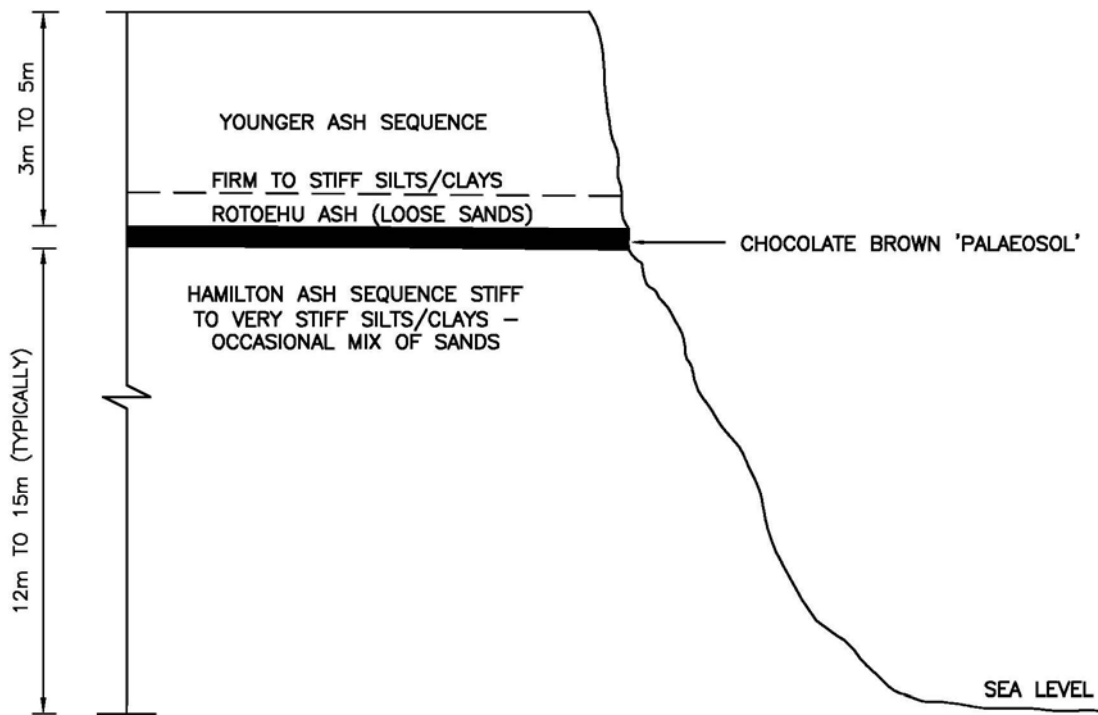 3m TO 5m
YOUNGER ASH SEQUENCE
FIRM TO STIFF SILTS/CLAYS
ROTOEHU ASH (LOOSE SANDS)
CHOCOLATE BROWN 'PALAEOSOL'
HAMILTON ASH SEQUENCE STIFF
TO VERY STIFF SILTS/CLAYS –
OCCASIONAL MIX OF SANDS
12m TO 15m (TYPICALLY)
SEA LEVEL